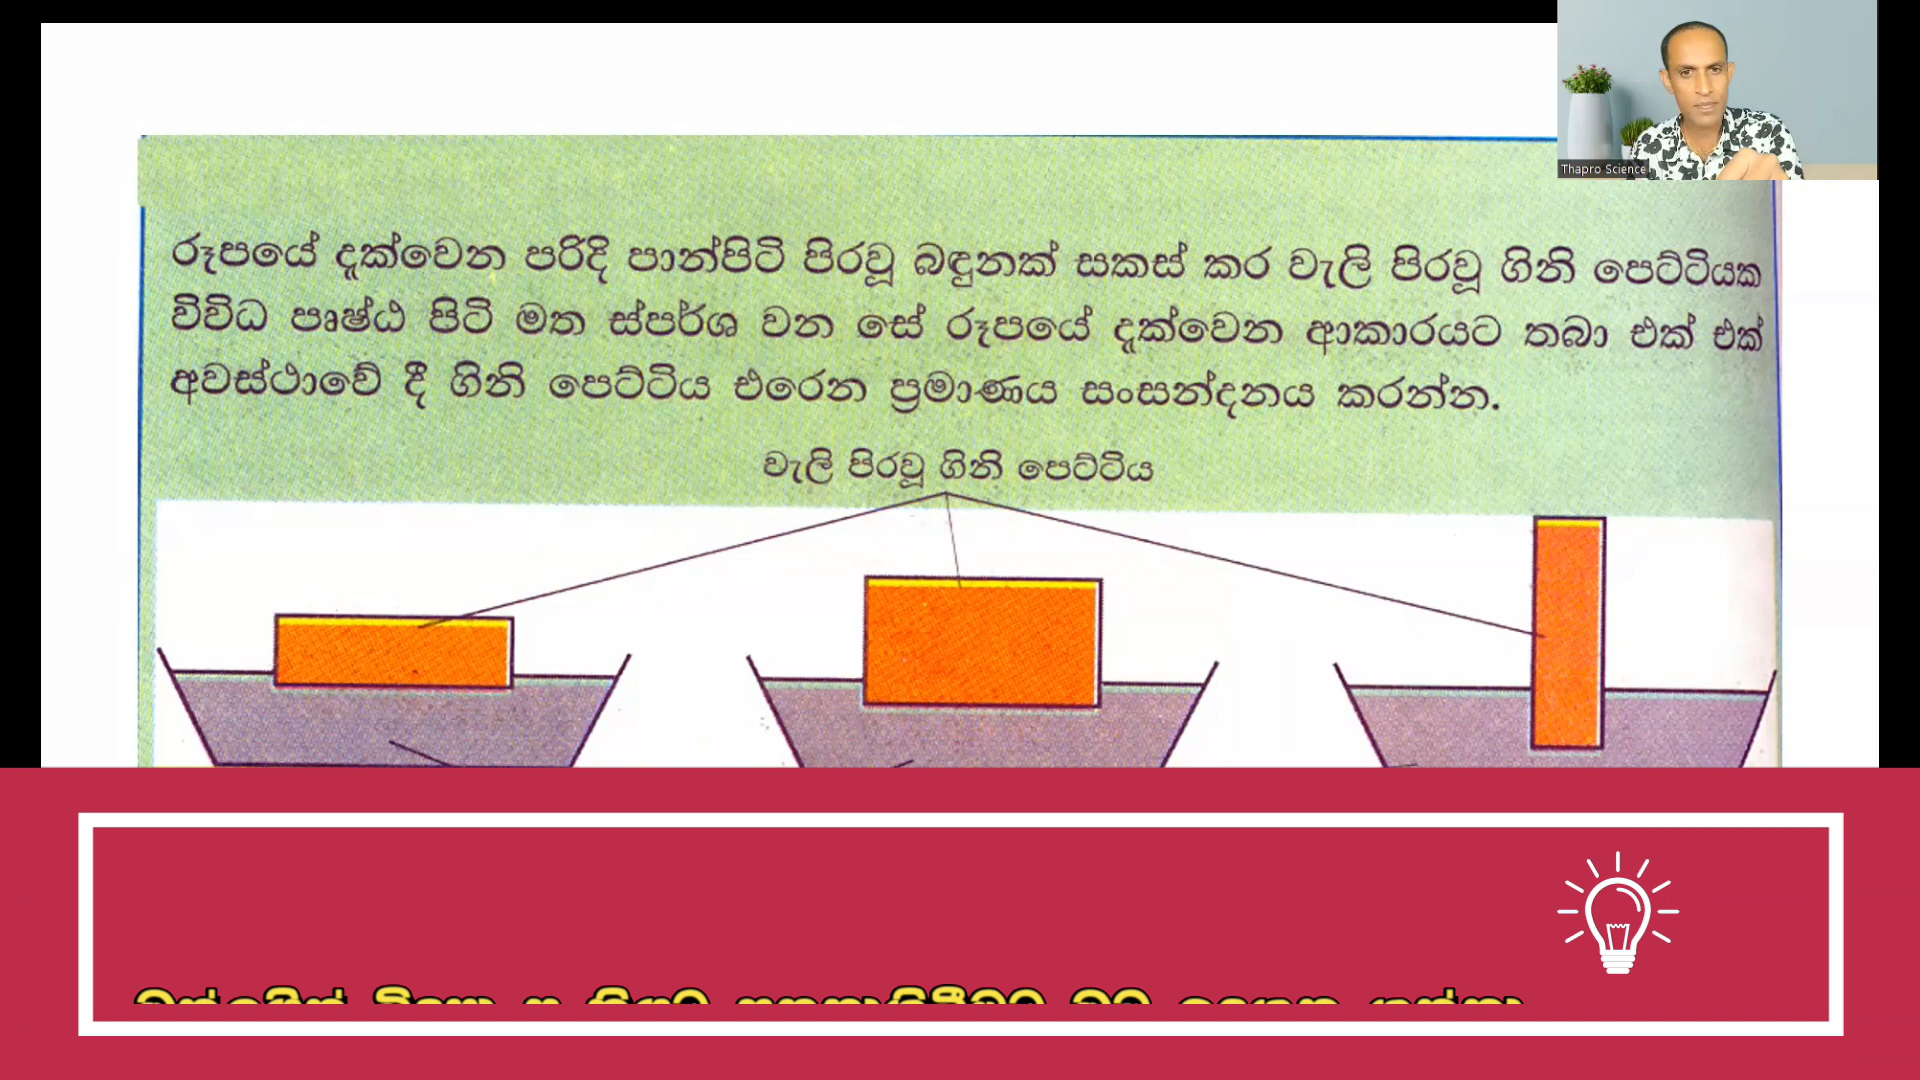 Thapro Science
රූපයේ දැක්වෙන පරිදි පාන්පිටි පිරවූ බඳුනක් සකස් කර වැලි පිරවූ ගිනි පෙට්ටියක
විවිධ පෘෂ්ඨ පිටි මත ස්පර්ශ වන සේ රූපයේ දැක්වෙන ආකාරයට තබා එක් එක්
අවස්ථාවේ දී ගිනි පෙට්ටිය එරෙන ප්‍රමාණය සංසන්දනය කරන්න.
වැලි පිරවූ ගිනි පෙට්ටිය